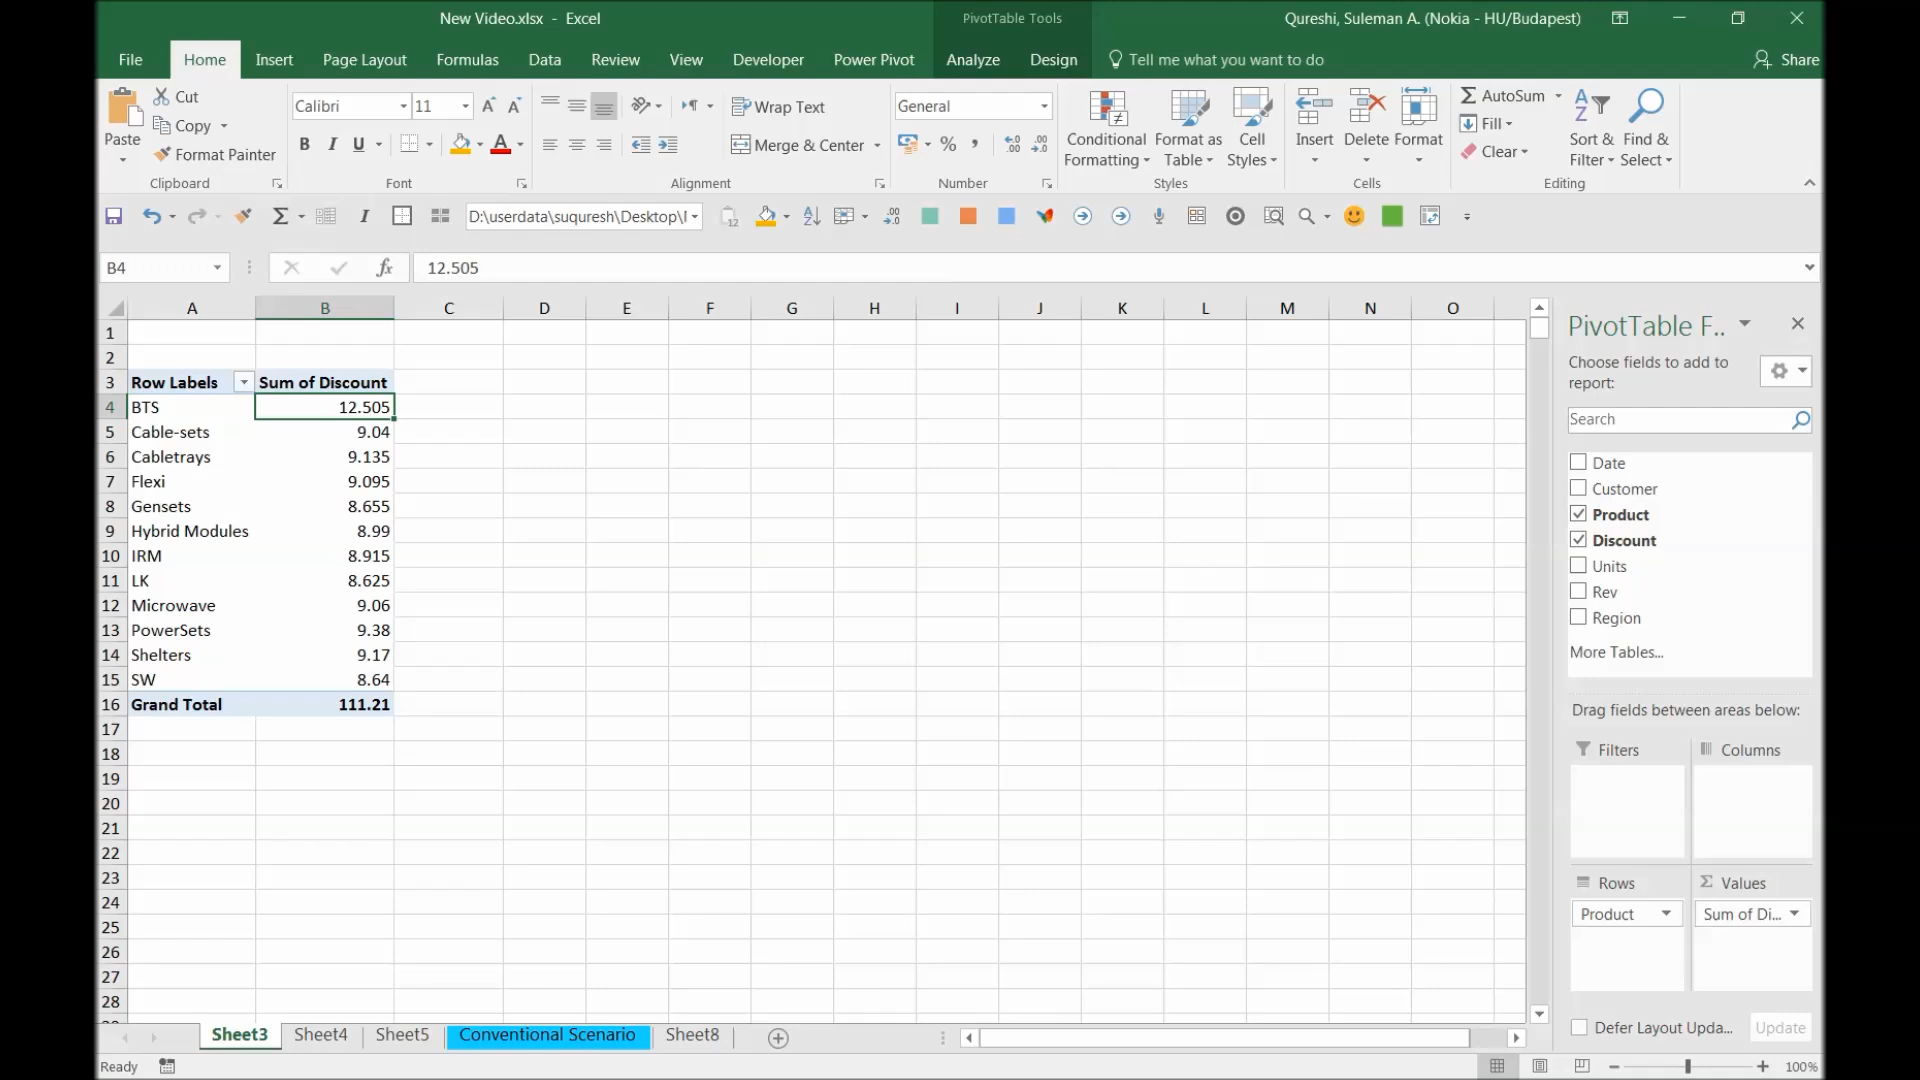 New Video.xlsx - Excel
PivotTable Tools
Qureshi, Suleman A. (Nokia - HU/Budapest)
File Home Insert Page Layout Formulas Data Review View Developer Power Pivot Analyze Design Tell me what you want to do Share
Paste
Cut
Copy
Format Painter
Clipboard
Calibri 11
B I U
Font
Wrap Text
Merge & Center
Alignment
General
Number
Conditional Formatting
Format as Table
Cell Styles
Styles
Insert Delete Format
Cells
AutoSum
Fill
Clear
Sort & Filter
Find & Select
Editing
D:\userdata\suquresh\Desktop\
B4 fx 12.505
A B C D E F G H I J K L M N O
1
2
3 Row Labels Sum of Discount
4 BTS 12.505
5 Cable-sets 9.04
6 Cabletrays 9.135
7 Flexi 9.095
8 Gensets 8.655
9 Hybrid Modules 8.99
10 IRM 8.915
11 LK 8.625
12 Microwave 9.06
13 PowerSets 9.38
14 Shelters 9.17
15 SW 8.64
16 Grand Total 111.21
17
18
19
20
21
22
23
24
25
26
27
28
PivotTable F..
Choose fields to add to
report:
Search
Date
Customer
Product
Discount
Units
Rev
Region
More Tables...
Drag fields between areas below:
Filters Columns
Rows Σ Values
Product Sum of Di...
Defer Layout Upda... Update
Sheet3 Sheet4 Sheet5 Conventional Scenario Sheet8
Ready 100%